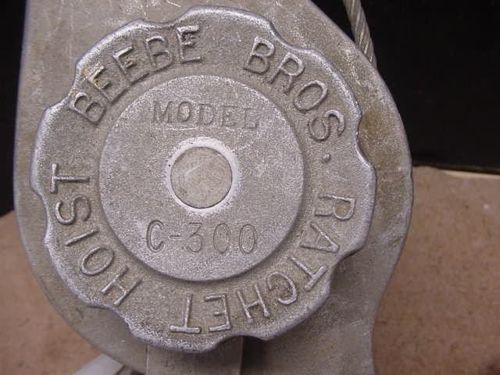 BEEBE BROS. RATCHET HOIST
MODEL
C-300